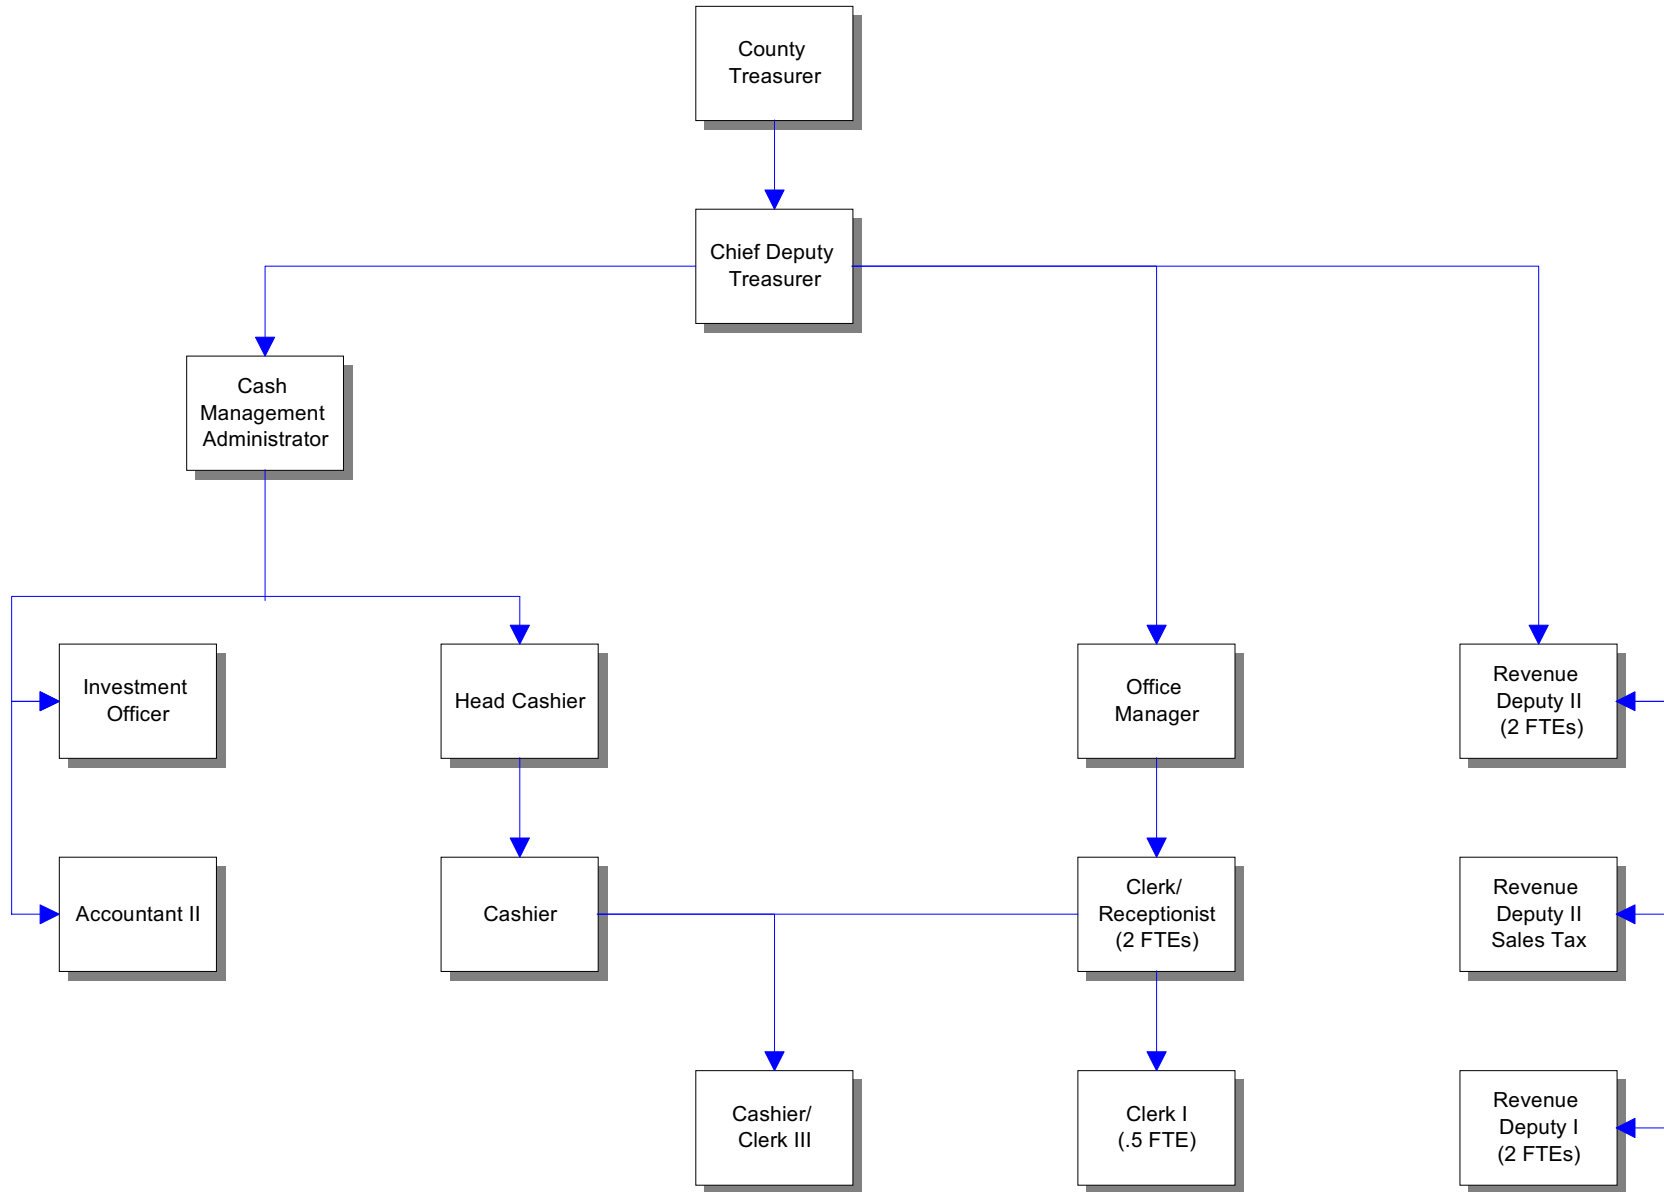 County
Treasurer
Chief Deputy
Treasurer
Cash
Management
Administrator
Investment
Officer
Head Cashier
Office
Manager
Revenue
Deputy II
(2 FTEs)
Accountant II
Cashier
Clerk/
Receptionist
(2 FTEs)
Revenue
Deputy II
Sales Tax
Cashier/
Clerk III
Clerk I
(.5 FTE)
Revenue
Deputy I
(2 FTEs)